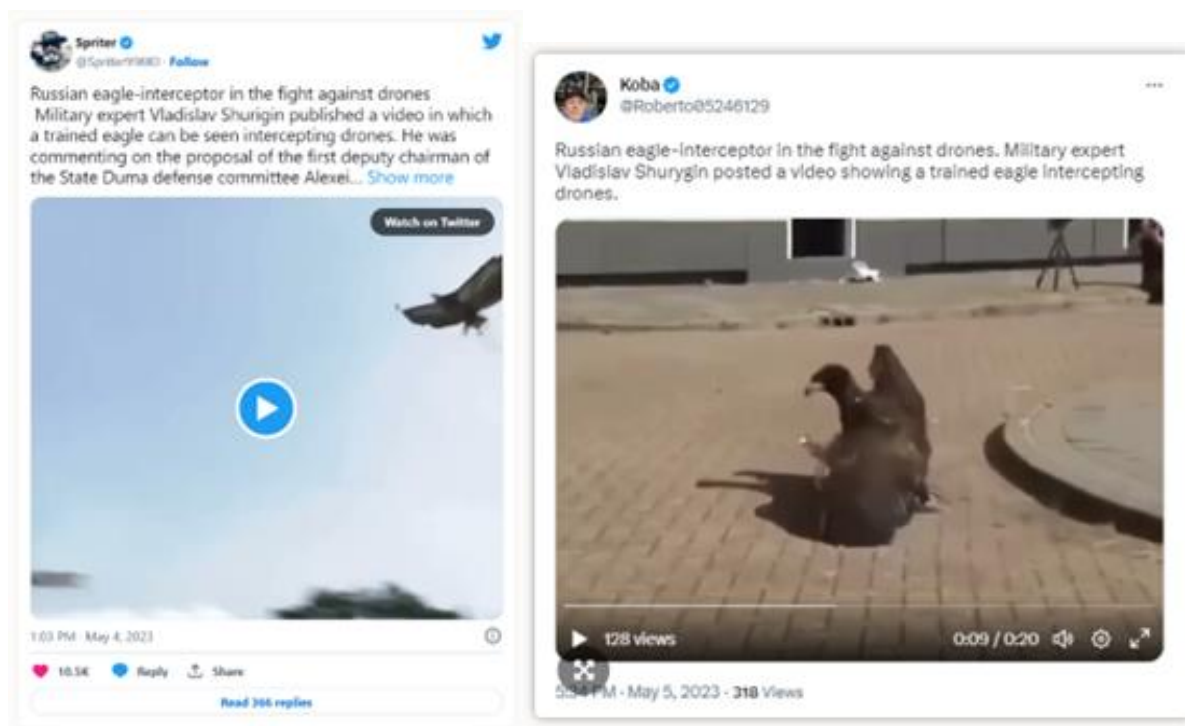 Spriter
Follow
Russian eagle-interceptor in the fight against drones
Military expert Vladislav Shurigin published a video in which
a trained eagle can be seen intercepting drones. He was
commenting on the proposal of the first deputy chairman of
the State Duma defense committee Alexei... Show more
Watch on Twitter
1:03 PM · May 4, 2023
10.5K Reply Share
Read 366 replies
Koba
@Roberto05246129
Russian eagle-interceptor in the fight against drones. Military expert
Vladislav Shurygin posted a video showing a trained eagle intercepting
drones.
128 views 0:09 / 0:20
PM · May 5, 2023 · 318 Views